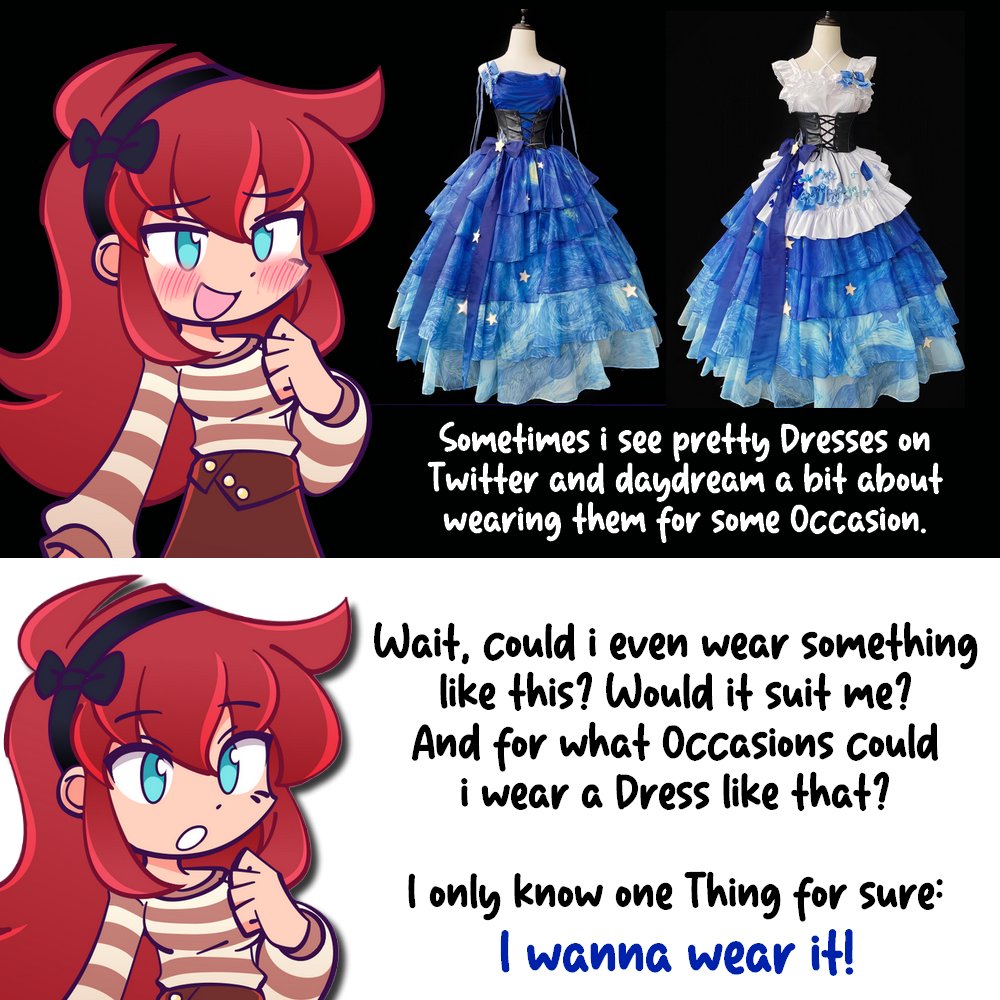 Sometimes i see pretty Dresses on
Twitter and daydream a bit about
wearing them for some Occasion.
Wait, could i even wear something
like this? Would it suit me?
And for what Occasions could
i wear a Dress like that?
I only know one Thing for sure:
I wanna wear it!